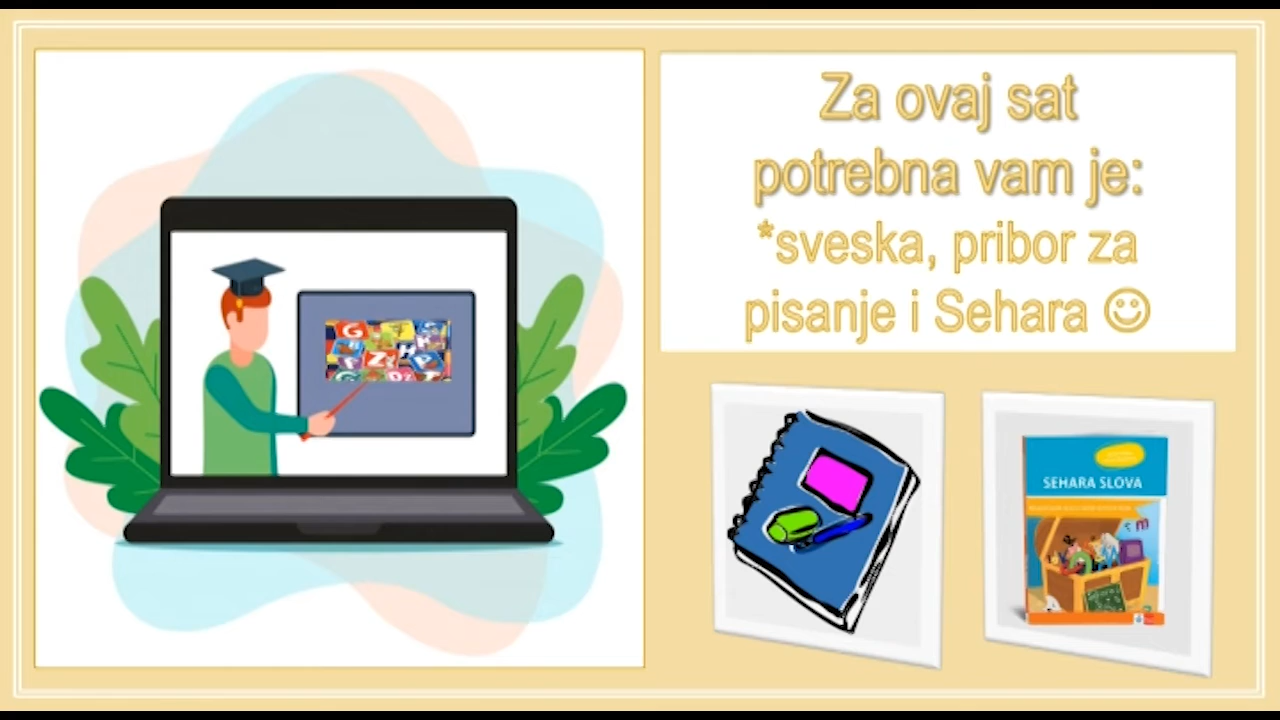 Za ovaj sat
potrebna vam je:
*sveska, pribor za
pisanje i Sehara ☺
SEHARA SLOVA